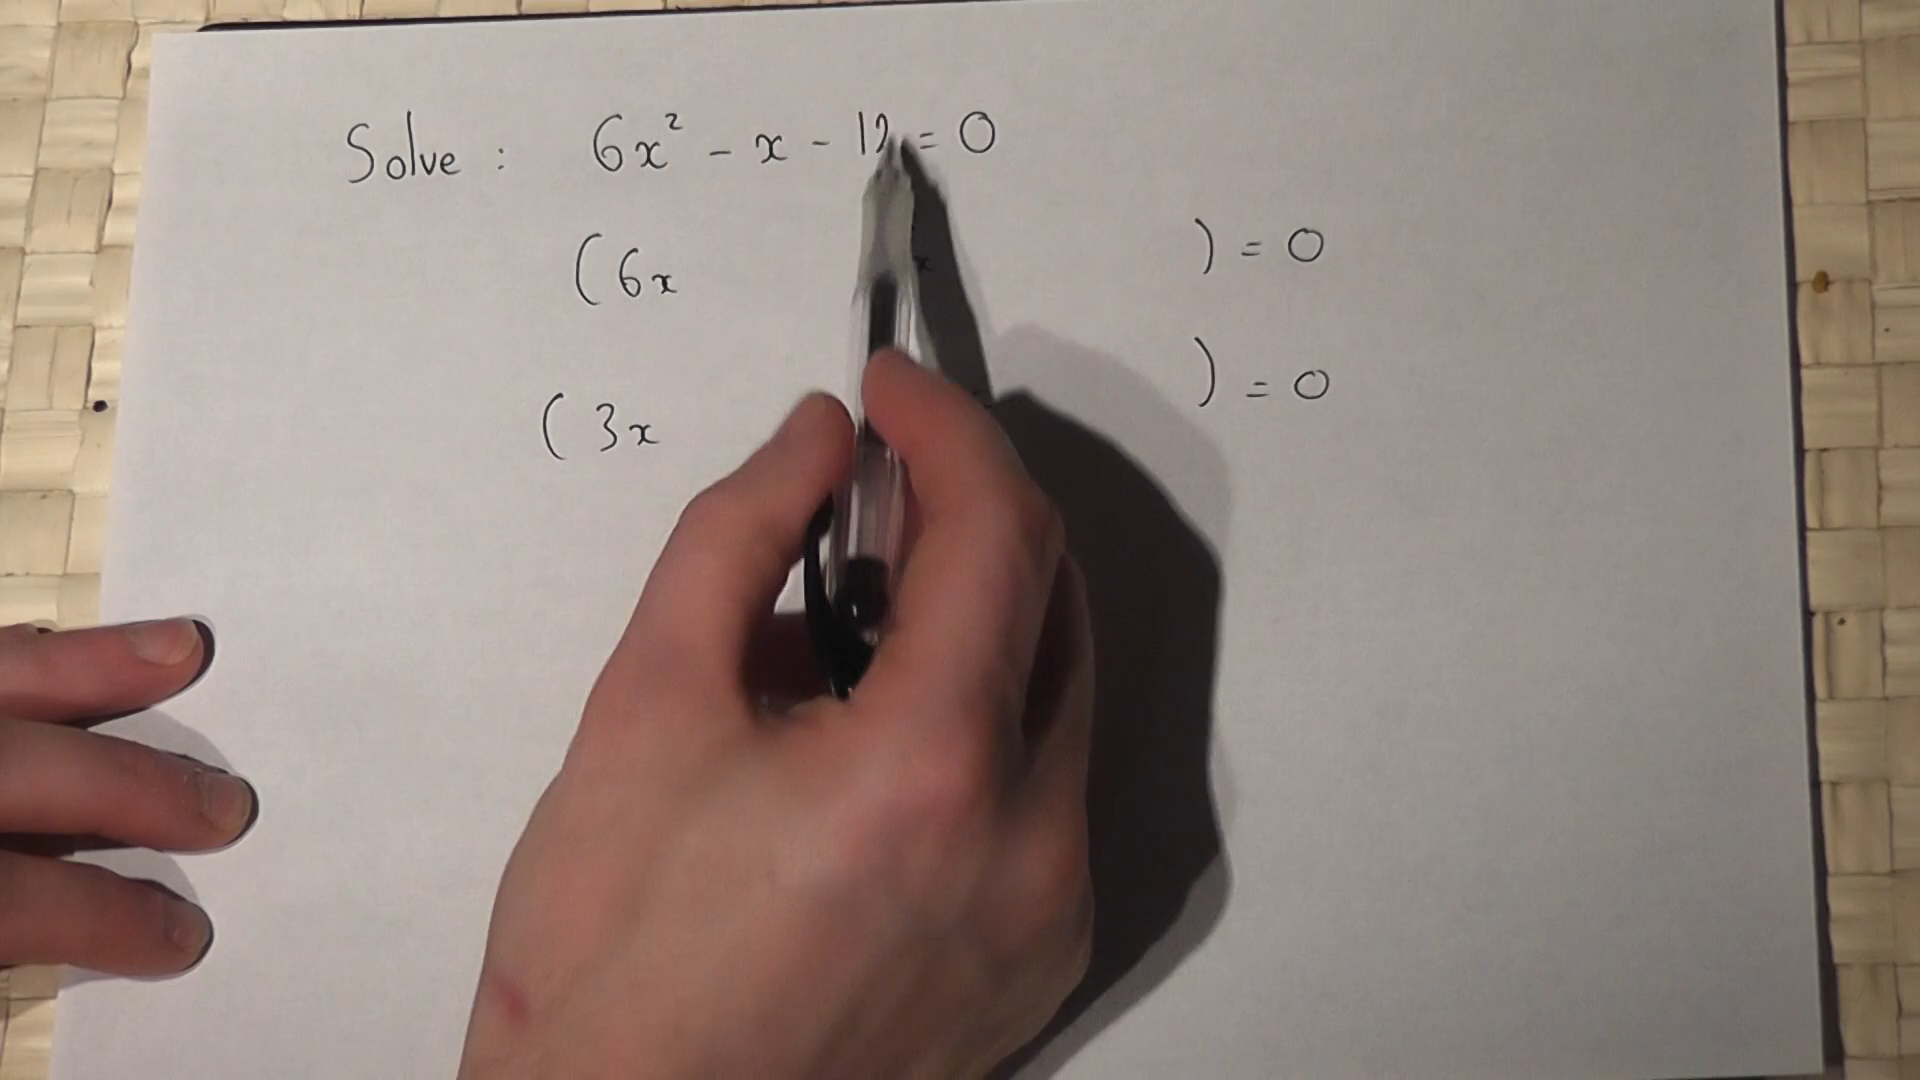 Solve : 6x² - x - 12 = 0
(6x ) = 0
(3x ) = 0